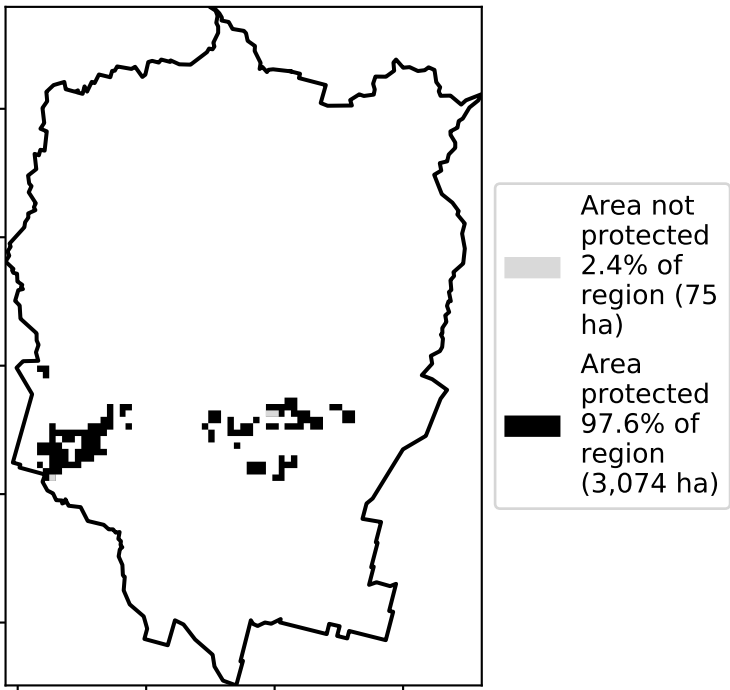 Area not
protected
2.4% of
region (75
ha)
Area
protected
97.6% of
region
(3,074 ha)